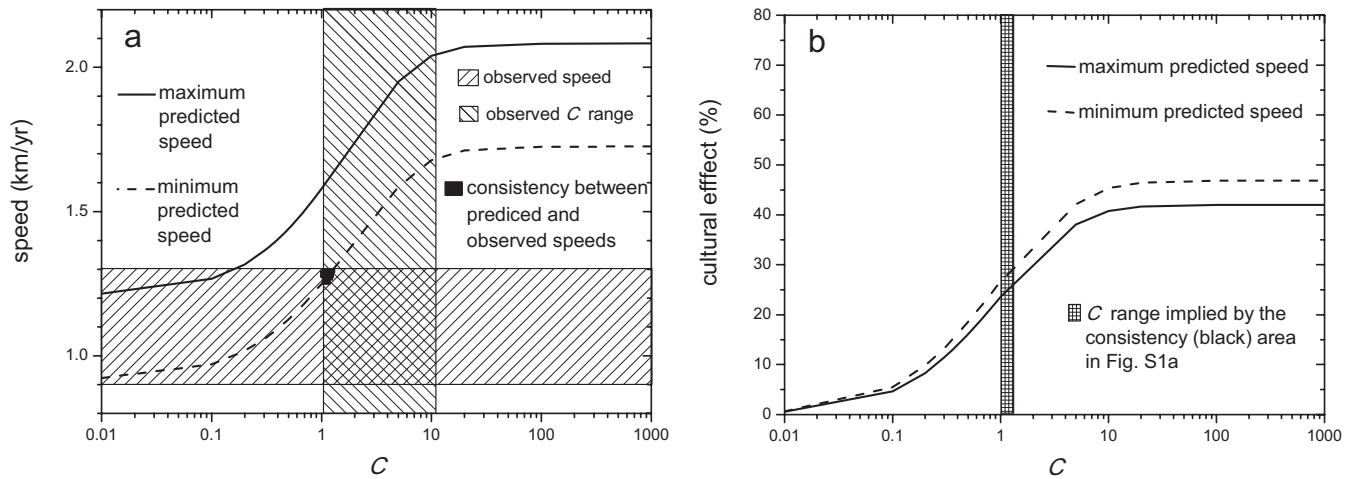 a
speed (km/yr)
2.0
1.5
1.0
0.01
0.1
1
10
100
1000
C
maximum
predicted
speed
minimum
predicted
speed
observed speed
observed C range
consistency between
prediced and
observed speeds
b
cultural efffect (%)
80
70
60
50
40
30
20
10
0
0.01
0.1
1
10
100
1000
C
maximum predicted speed
minimum predicted speed
C range implied by the
consistency (black) area
in Fig. S1a